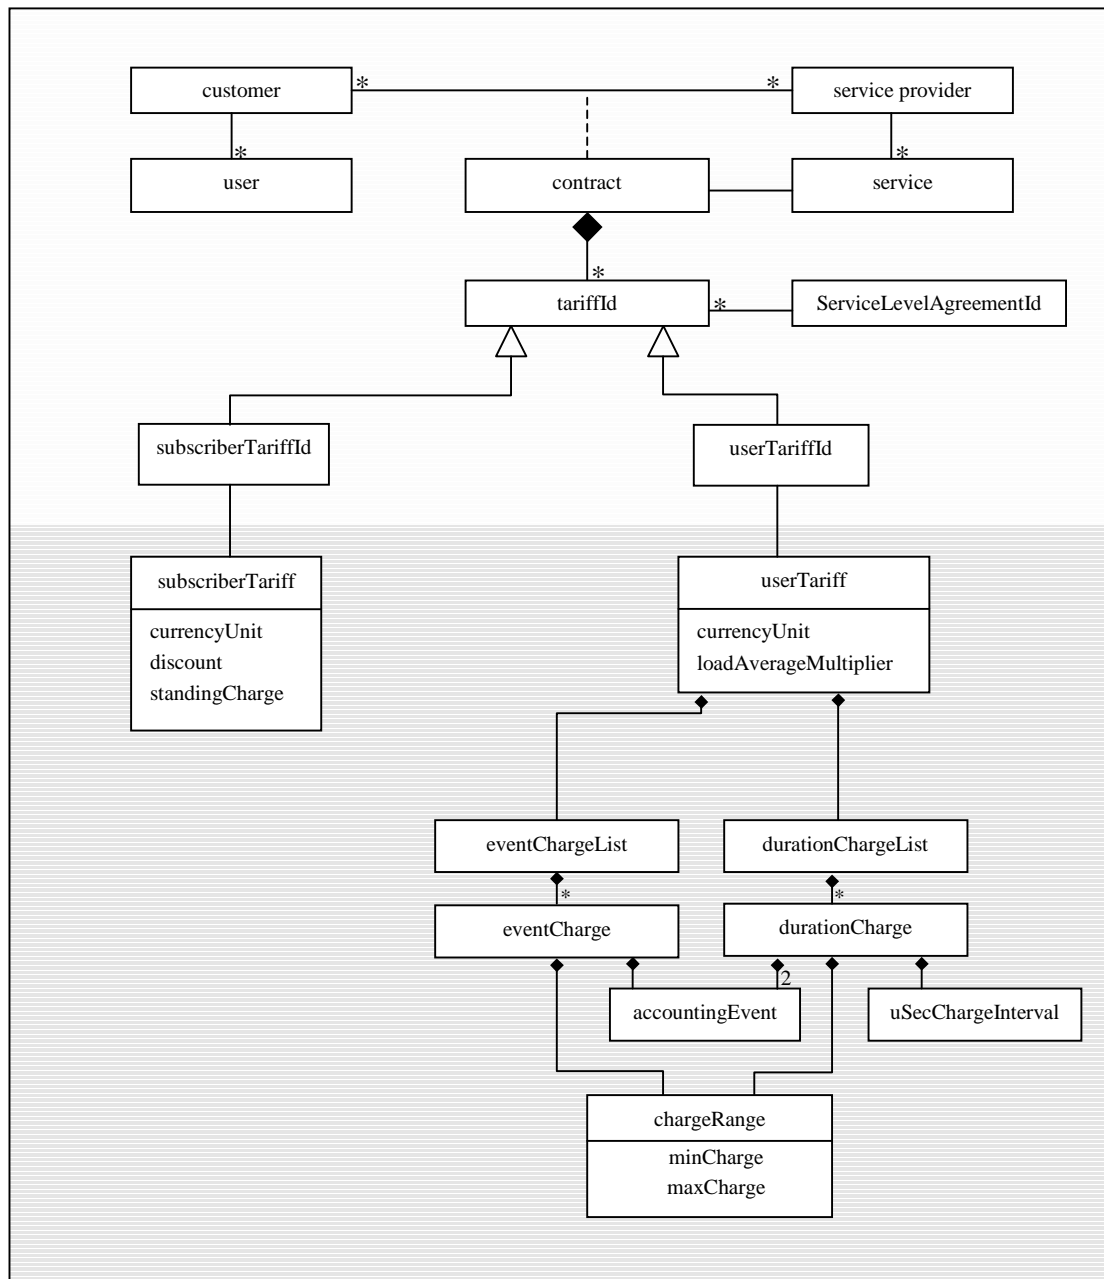 customer
*
*
service provider
*
*
user
contract
service
*
tariffId
*
ServiceLevelAgreementId
subscriberTariffId
userTariffId
subscriberTariff
currencyUnit
discount
standingCharge
userTariff
currencyUnit
loadAverageMultiplier
eventChargeList
durationChargeList
*
*
eventCharge
durationCharge
2
accountingEvent
uSecChargeInterval
chargeRange
minCharge
maxCharge